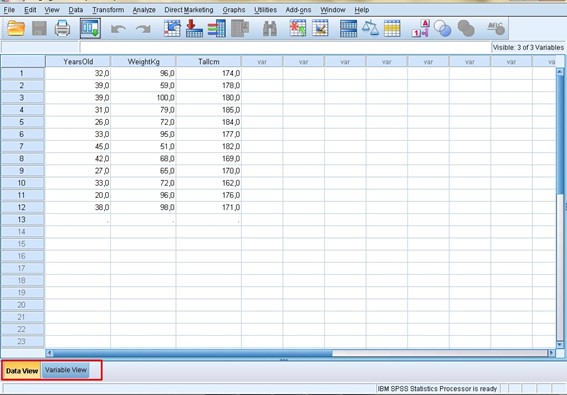 File Edit View Data Transform Analyze Direct Marketing Graphs Utilities Add-ons Window Help
Visible: 3 of 3 Variables
YearsOld WeightKg Tallcm var var var var var
1 32,0 96,0 174,0
2 39,0 59,0 178,0
3 39,0 100,0 180,0
4 31,0 79,0 185,0
5 26,0 72,0 184,0
6 33,0 95,0 177,0
7 45,0 51,0 182,0
8 42,0 68,0 169,0
9 27,0 65,0 170,0
10 33,0 72,0 162,0
11 20,0 96,0 176,0
12 38,0 98,0 171,0
13 . . .
14
15
16
17
18
19
20
21
22
23
Data View Variable View
IBM SPSS Statistics Processor is ready